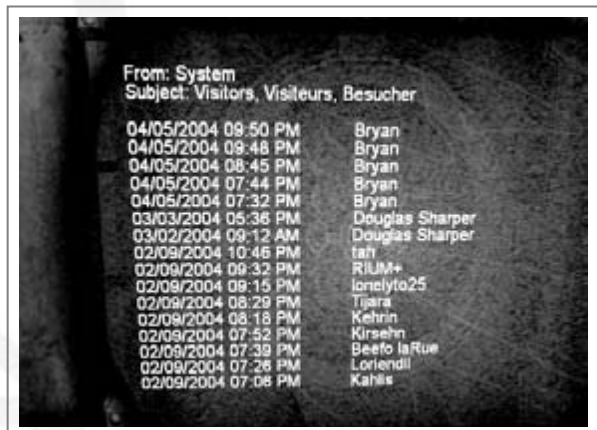 From: System
Subject: Visitors, Visiteurs, Besucher
04/05/2004 09:50 PM Bryan
04/05/2004 09:48 PM Bryan
04/05/2004 08:45 PM Bryan
04/05/2004 07:44 PM Bryan
04/05/2004 07:32 PM Bryan
03/03/2004 05:36 PM Douglas Sharper
03/02/2004 09:12 AM Douglas Sharper
02/09/2004 10:46 PM tah
02/09/2004 09:32 PM RIUM+
02/09/2004 09:15 PM lonelyto25
02/09/2004 08:29 PM Tijara
02/09/2004 08:18 PM Kehrin
02/09/2004 07:52 PM Kirsehn
02/09/2004 07:39 PM Beefo laRue
02/09/2004 07:26 PM Loriendil
02/09/2004 07:06 PM Kahlis